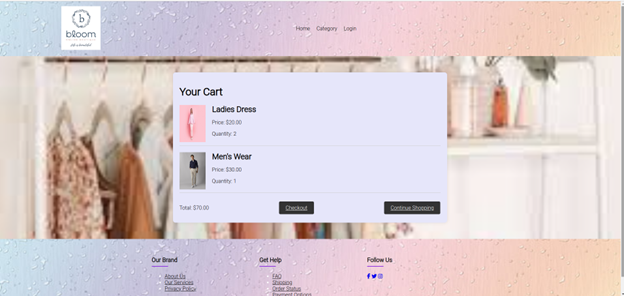 b
bloom
Home Category Login
Your Cart
Ladies Dress
Price: $20.00
Quantity: 2
Men's Wear
Price: $30.00
Quantity: 1
Total: $70.00 Checkout Continue Shopping
Our Brand Get Help Follow Us
About Us FAQ
Our Services Shipping
Privacy Policy Order Status
Payment Options